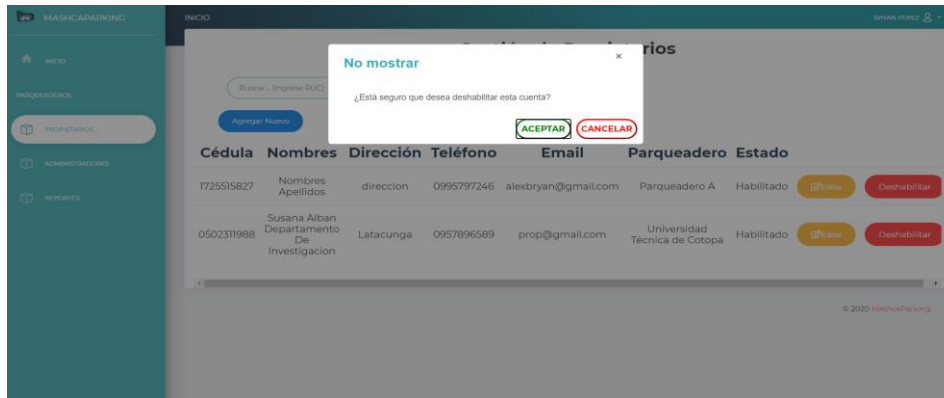 MASHCAPARKING
INICIO
BRYAN PEREZ
INICIO
PARQUEADEROS
PROPIETARIOS
ADMINISTRADORES
REPORTES
rios
No mostrar
×
¿Está seguro que desea deshabilitar esta cuenta?
ACEPTAR CANCELAR
Buscar... (Ingrese RUC)
Agregar Nuevo
Cédula Nombres Dirección Teléfono Email Parqueadero Estado
1725515827 Nombres Apellidos direccion 0995797246 alexbryan@gmail.com Parqueadero A Habilitado Editar Deshabilitar
0502311988 Susana Alban Departamento De Investigacion Latacunga 0957896589 prop@gmail.com Universidad Técnica de Cotopa Habilitado Editar Deshabilitar
© 2020 MashcaParking.